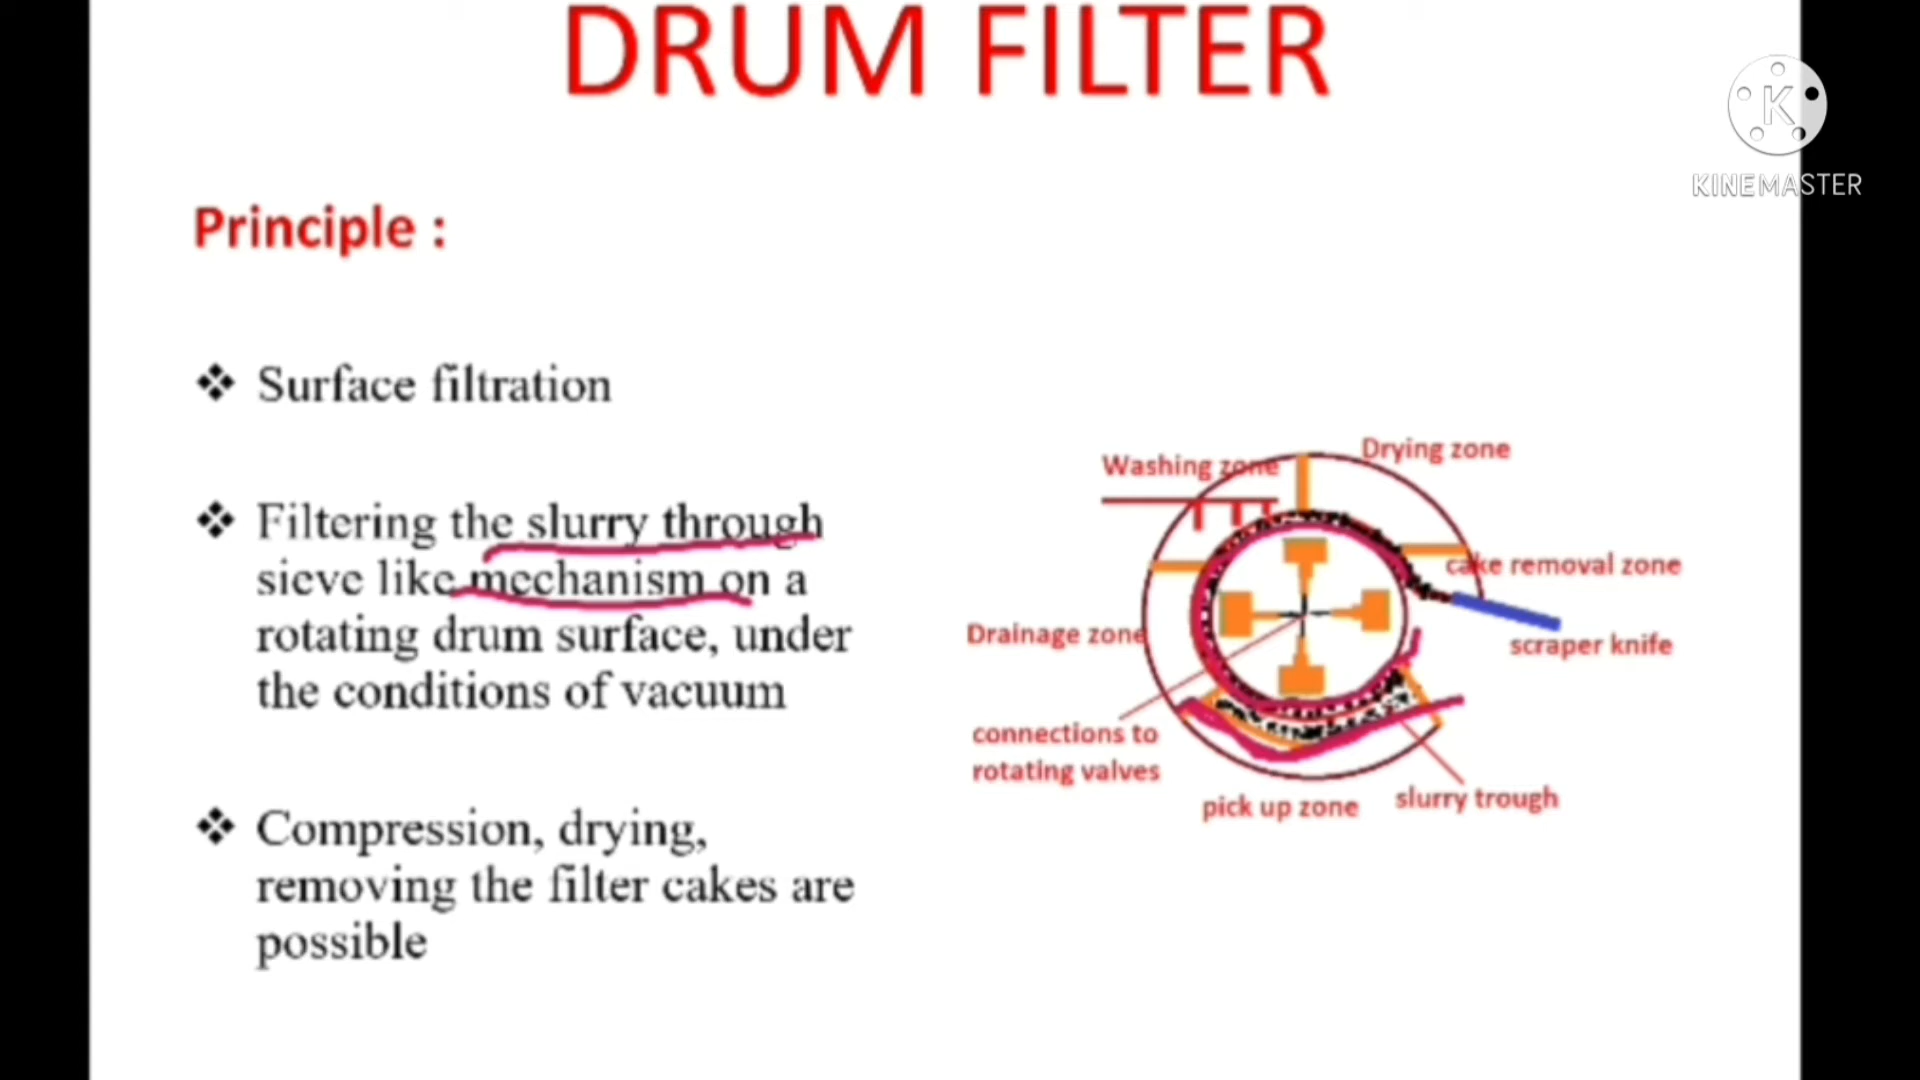 DRUM FILTER
KINEMASTER
Principle :
❖ Surface filtration
❖ Filtering the slurry through
sieve like mechanism on a
rotating drum surface, under
the conditions of vacuum
❖ Compression, drying,
removing the filter cakes are
possible
Washing zone
Drying zone
cake removal zone
scraper knife
Drainage zone
connections to
rotating valves
pick up zone
slurry trough